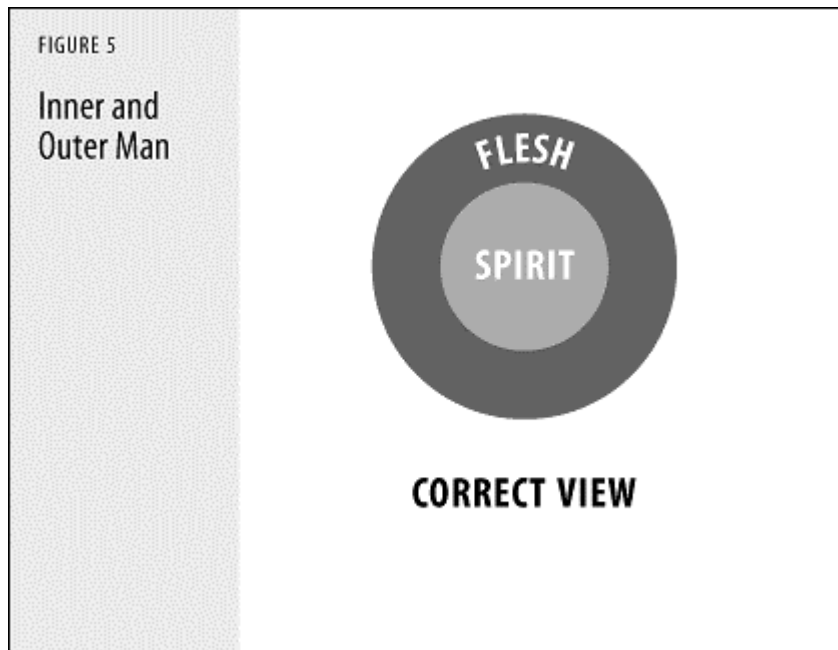 FIGURE 5
Inner and
Outer Man
FLESH
SPIRIT
CORRECT VIEW